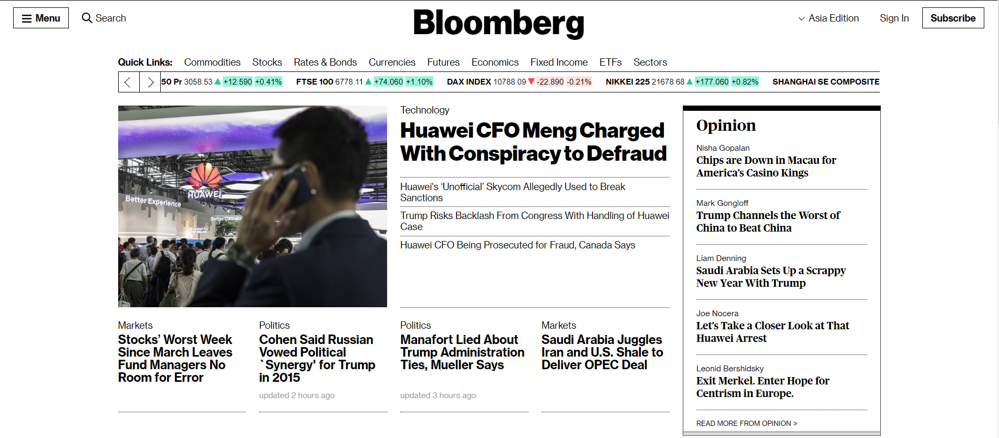 Menu
Search
Bloomberg
Asia Edition
Sign In
Subscribe
Quick Links: Commodities Stocks Rates & Bonds Currencies Futures Economics Fixed Income ETFs Sectors
50 Pr 3058.53 +12.590 +0.41% FTSE 100 6778.11 +74.060 +1.10% DAX INDEX 10788.09 -22.890 -0.21% NIKKEI 225 21678.68 +177.060 +0.82% SHANGHAI SE COMPOSITE
HUAWEI
Better Experience
Better Connect
Technology
Huawei CFO Meng Charged
With Conspiracy to Defraud
Huawei's ‘Unofficial’ Skycom Allegedly Used to Break
Sanctions
Trump Risks Backlash From Congress With Handling of Huawei
Case
Huawei CFO Being Prosecuted for Fraud, Canada Says
Markets
Stocks’ Worst Week
Since March Leaves
Fund Managers No
Room for Error
Politics
Cohen Said Russian
Vowed Political
`Synergy' for Trump
in 2015
updated 2 hours ago
Politics
Manafort Lied About
Trump Administration
Ties, Mueller Says
updated 3 hours ago
Markets
Saudi Arabia Juggles
Iran and U.S. Shale to
Deliver OPEC Deal
Opinion
Nisha Gopalan
Chips are Down in Macau for
America’s Casino Kings
Mark Gongloff
Trump Channels the Worst of
China to Beat China
Liam Denning
Saudi Arabia Sets Up a Scrappy
New Year With Trump
Joe Nocera
Let’s Take a Closer Look at That
Huawei Arrest
Leonid Bershidsky
Exit Merkel. Enter Hope for
Centrism in Europe.
READ MORE FROM OPINION >